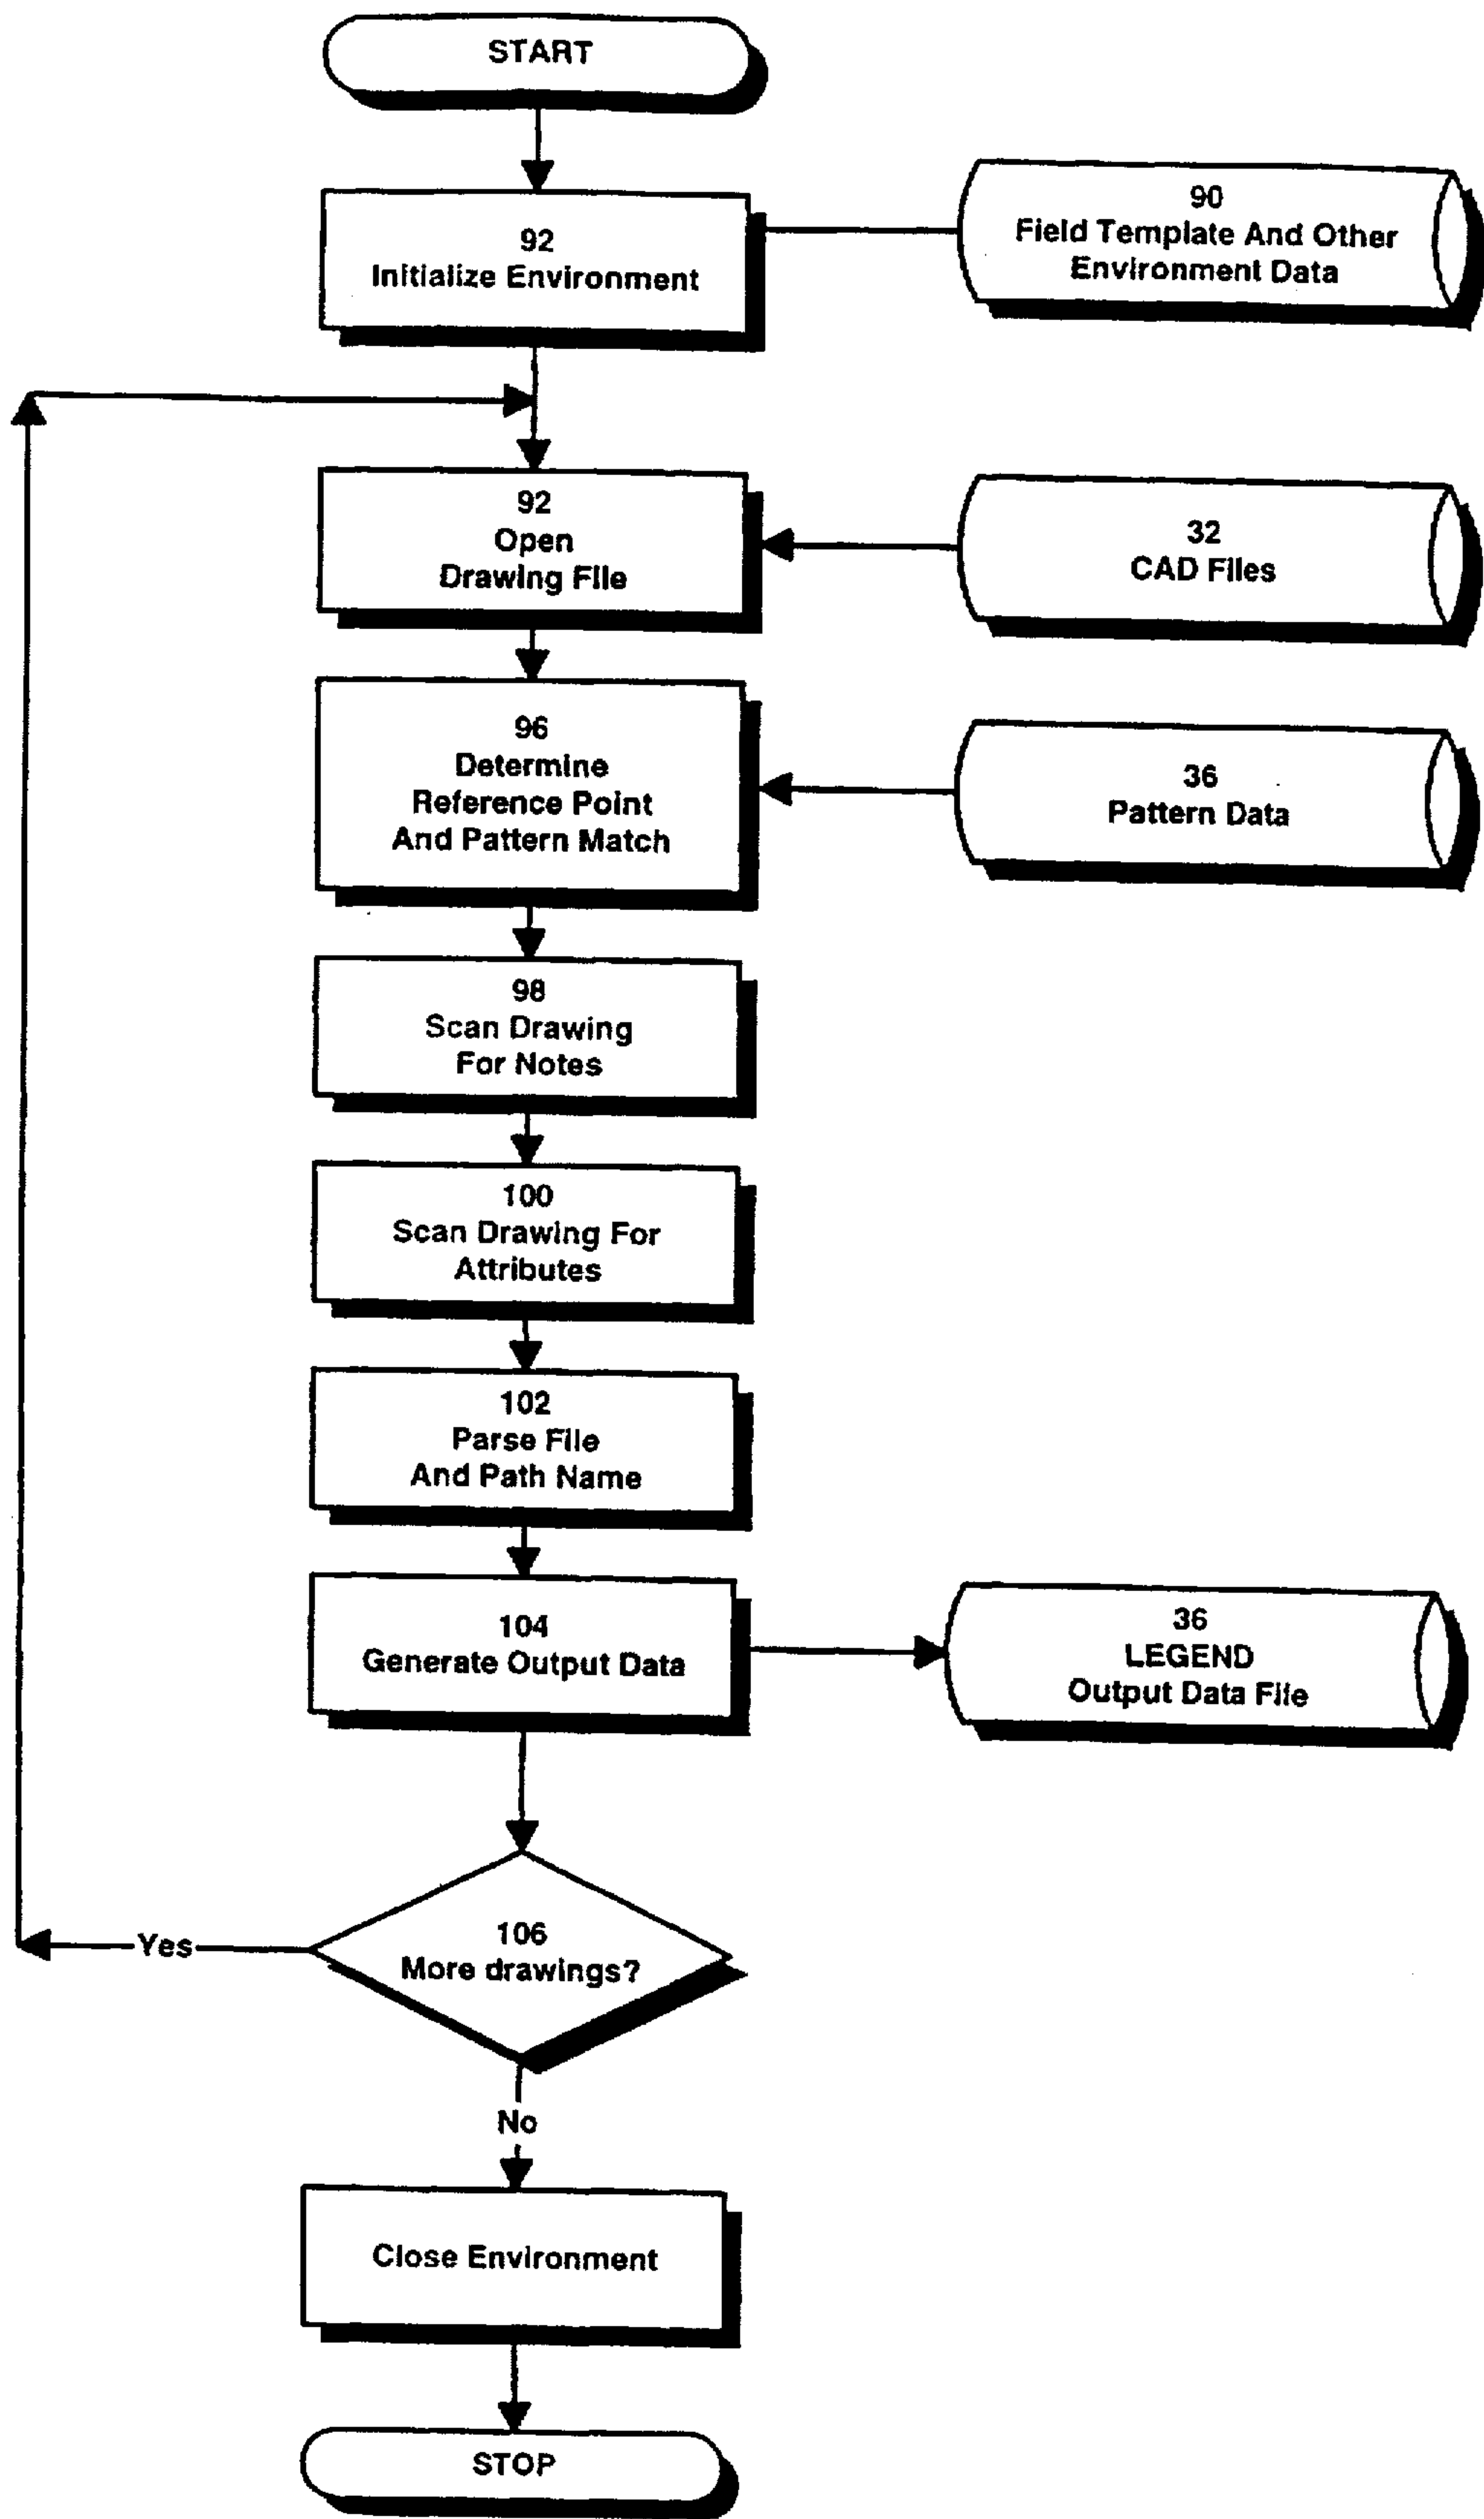 START
92
Initialize Environment
90
Field Template And Other
Environment Data
92
Open
Drawing File
32
CAD Files
96
Determine
Reference Point
And Pattern Match
36
Pattern Data
98
Scan Drawing
For Notes
100
Scan Drawing For
Attributes
102
Parse File
And Path Name
104
Generate Output Data
36
LEGEND
Output Data File
106
More drawings?
Yes
No
Close Environment
STOP